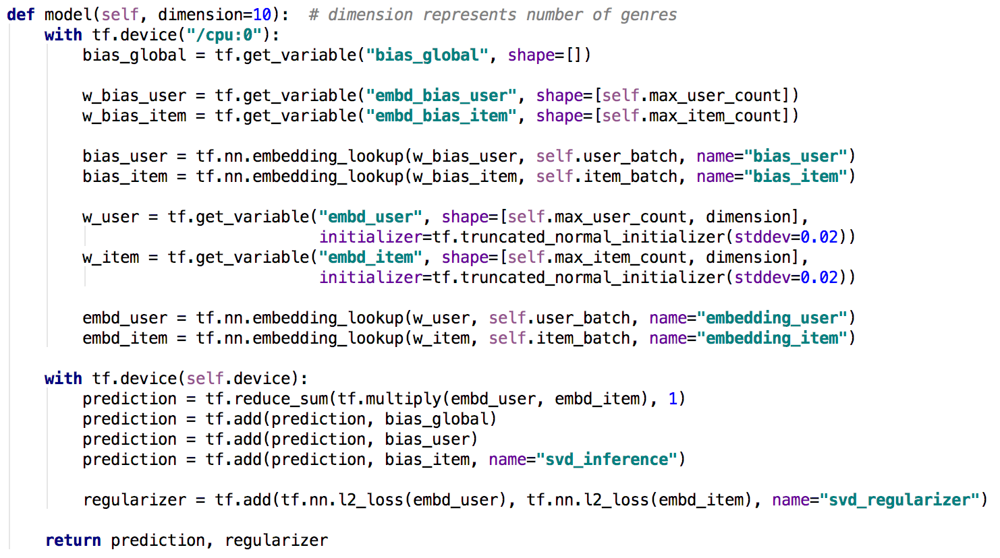 def model(self, dimension=10):  # dimension represents number of genres
    with tf.device("/cpu:0"):
        bias_global = tf.get_variable("bias_global", shape=[])

        w_bias_user = tf.get_variable("embd_bias_user", shape=[self.max_user_count])
        w_bias_item = tf.get_variable("embd_bias_item", shape=[self.max_item_count])

        bias_user = tf.nn.embedding_lookup(w_bias_user, self.user_batch, name="bias_user")
        bias_item = tf.nn.embedding_lookup(w_bias_item, self.item_batch, name="bias_item")

        w_user = tf.get_variable("embd_user", shape=[self.max_user_count, dimension],
                                 initializer=tf.truncated_normal_initializer(stddev=0.02))
        w_item = tf.get_variable("embd_item", shape=[self.max_item_count, dimension],
                                 initializer=tf.truncated_normal_initializer(stddev=0.02))

        embd_user = tf.nn.embedding_lookup(w_user, self.user_batch, name="embedding_user")
        embd_item = tf.nn.embedding_lookup(w_item, self.item_batch, name="embedding_item")

    with tf.device(self.device):
        prediction = tf.reduce_sum(tf.multiply(embd_user, embd_item), 1)
        prediction = tf.add(prediction, bias_global)
        prediction = tf.add(prediction, bias_user)
        prediction = tf.add(prediction, bias_item, name="svd_inference")

        regularizer = tf.add(tf.nn.l2_loss(embd_user), tf.nn.l2_loss(embd_item), name="svd_regularizer")

    return prediction, regularizer